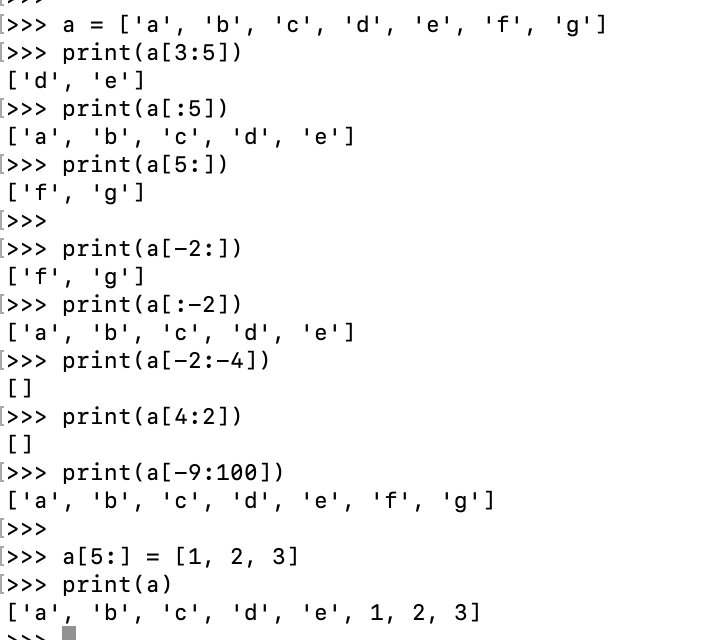 [>>> a = ['a', 'b', 'c', 'd', 'e', 'f', 'g']
[>>> print(a[3:5])
['d', 'e']
[>>> print(a[:5])
['a', 'b', 'c', 'd', 'e']
[>>> print(a[5:])
['f', 'g']
[>>>
[>>> print(a[-2:])
['f', 'g']
[>>> print(a[:-2])
['a', 'b', 'c', 'd', 'e']
[>>> print(a[-2:-4])
[]
[>>> print(a[4:2])
[]
[>>> print(a[-9:100])
['a', 'b', 'c', 'd', 'e', 'f', 'g']
[>>>
[>>> a[5:] = [1, 2, 3]
[>>> print(a)
['a', 'b', 'c', 'd', 'e', 1, 2, 3]
>>>